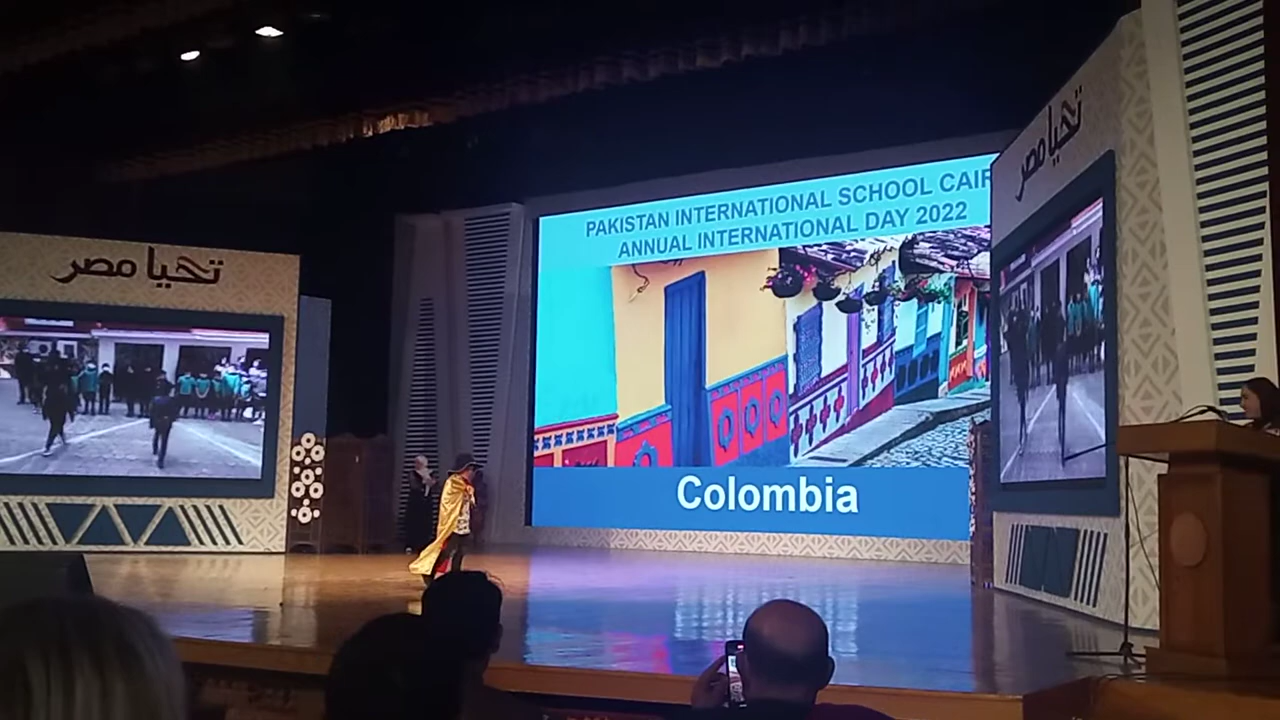 تحيا مصر
PAKISTAN INTERNATIONAL SCHOOL CAIR
ANNUAL INTERNATIONAL DAY 2022
Colombia
تحيا مصر